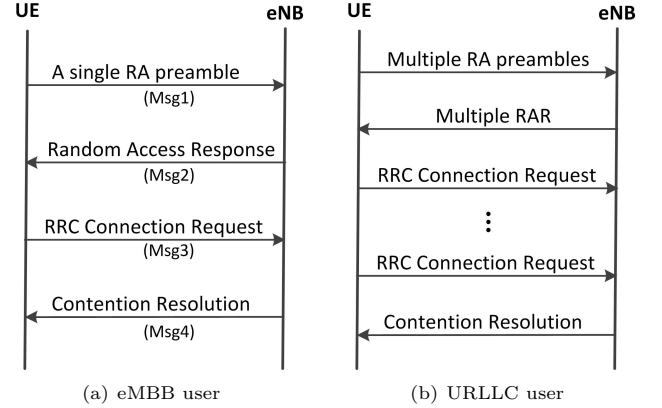 UE eNB
A single RA preamble
(Msg1)
Random Access Response
(Msg2)
RRC Connection Request
(Msg3)
Contention Resolution
(Msg4)
(a) eMBB user
UE eNB
Multiple RA preambles
Multiple RAR
RRC Connection Request
⋮
RRC Connection Request
Contention Resolution
(b) URLLC user